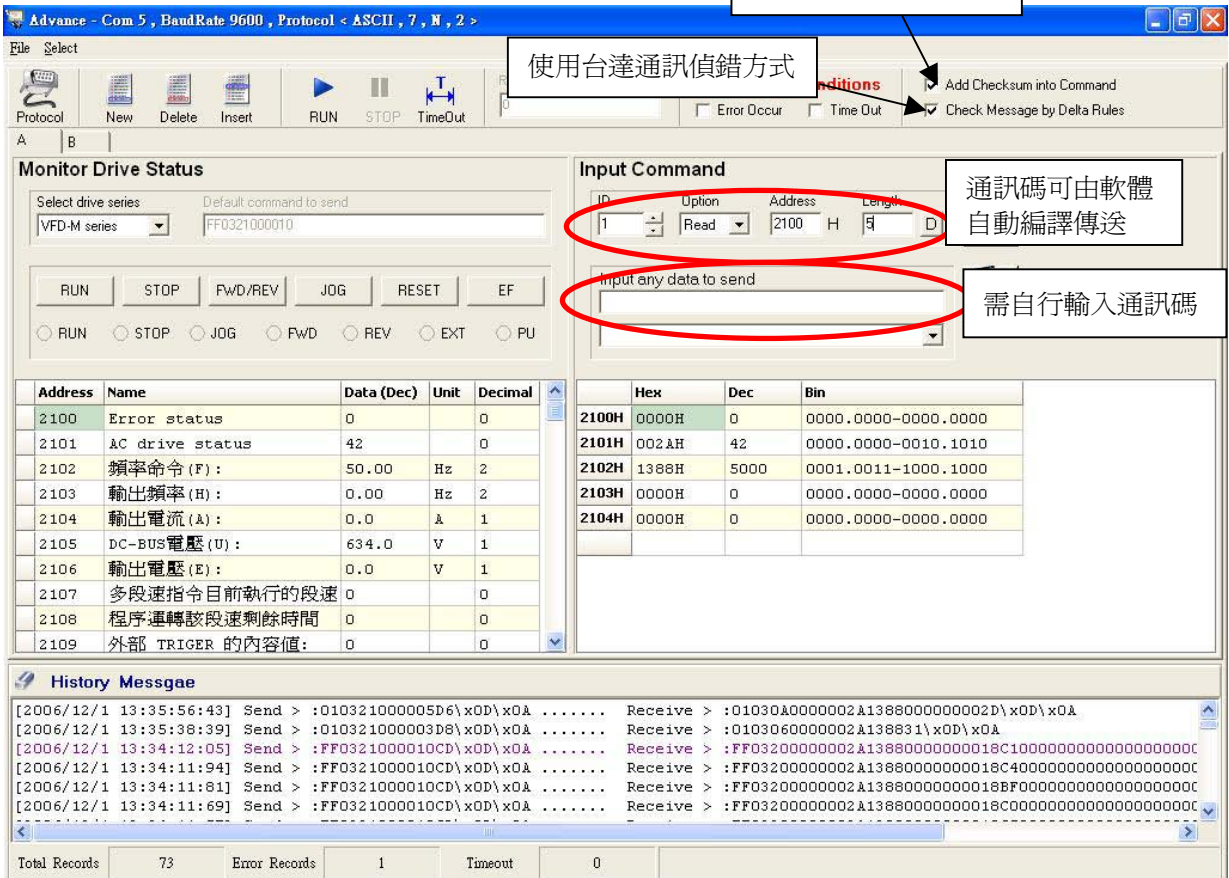 Advance - Com 5 , BaudRate 9600 , Protocol < ASCII , 7 , N , 2 >
File Select
使用台達通訊偵錯方式
Protocol New Delete Insert RUN STOP TimeOut
0
nditions
Error Occur Time Out
Add Checksum into Command
Check Message by Delta Rules
A B
Monitor Drive Status
Select drive series Default command to send
VFD-M series FF0321000010
RUN STOP FWD/REV JOG RESET EF
RUN STOP JOG FWD REV EXT PU
Input Command
ID Option Address Length
1 Read 2100 H 5 D
通訊碼可由軟體
自動編譯傳送
Input any data to send
需自行輸入通訊碼
Address Name Data (Dec) Unit Decimal
2100 Error status 0 0
2101 AC drive status 42 0
2102 頻率命令(F): 50.00 Hz 2
2103 輸出頻率(H): 0.00 Hz 2
2104 輸出電流(A): 0.0 A 1
2105 DC-BUS電壓(U): 634.0 V 1
2106 輸出電壓(E): 0.0 V 1
2107 多段速指令目前執行的段速 0 0
2108 程序運轉該段速剩餘時間 0 0
2109 外部 TRIGER 的內容值: 0 0
Hex Dec Bin
2100H 0000H 0 0000.0000-0000.0000
2101H 002AH 42 0000.0000-0010.1010
2102H 1388H 5000 0001.0011-1000.1000
2103H 0000H 0 0000.0000-0000.0000
2104H 0000H 0 0000.0000-0000.0000
History Messgae
[2006/12/1 13:35:56:43] Send > :010321000005D6\x0D\x0A ....... Receive > :01030A0000002A138800000000002D\x0D\x0A
[2006/12/1 13:35:38:39] Send > :010321000003D8\x0D\x0A ....... Receive > :0103060000002A138831\x0D\x0A
[2006/12/1 13:34:12:05] Send > :FF0321000010CD\x0D\x0A ....... Receive > :FF03200000002A13880000000018C1000000000000000000
[2006/12/1 13:34:11:94] Send > :FF0321000010CD\x0D\x0A ....... Receive > :FF03200000002A13880000000018C4000000000000000000
[2006/12/1 13:34:11:81] Send > :FF0321000010CD\x0D\x0A ....... Receive > :FF03200000002A13880000000018BF000000000000000000
[2006/12/1 13:34:11:69] Send > :FF0321000010CD\x0D\x0A ....... Receive > :FF03200000002A13880000000018C0000000000000000000
Total Records 73 Error Records 1 Timeout 0